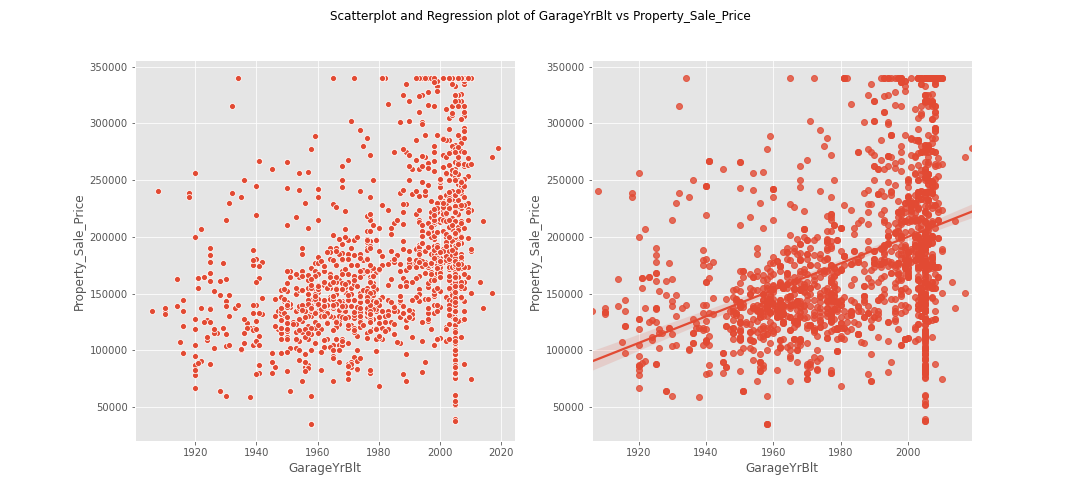 Scatterplot and Regression plot of GarageYrBlt vs Property_Sale_Price
350000
300000
250000
200000
150000
100000
50000
Property_Sale_Price
1920 1940 1960 1980 2000 2020
GarageYrBlt
350000
300000
250000
200000
150000
100000
50000
Property_Sale_Price
1920 1940 1960 1980 2000
GarageYrBlt